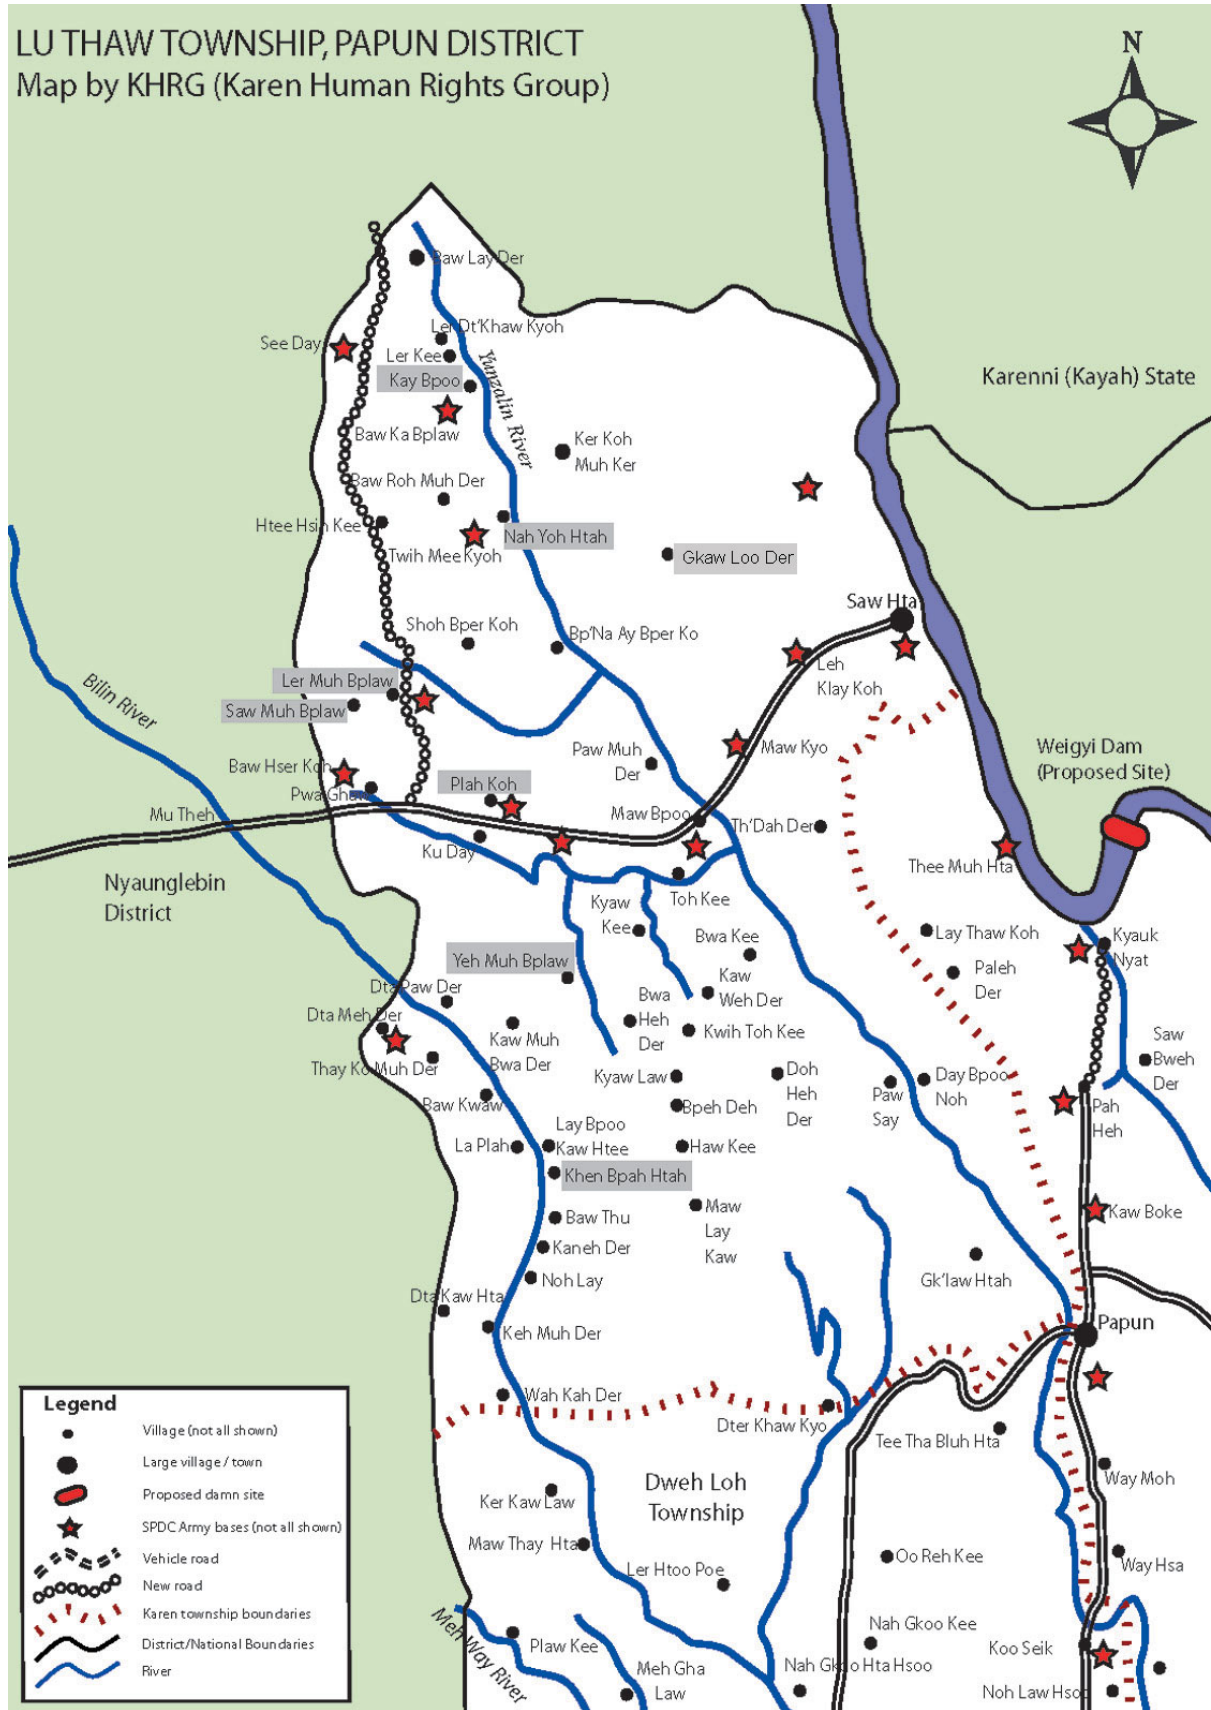 LU THAW TOWNSHIP, PAPUN DISTRICT
Map by KHRG (Karen Human Rights Group)
N
Baw Lay Der
Ler Dt'Khaw Kyoh
See Day
Ler Kee
Kay Bpoo
Yunzalin River
Karenni (Kayah) State
Baw Ka Bplaw
Ker Koh
Muh Ker
Baw Roh Muh Der
Htee Hsin Kee
Nah Yoh Htah
Twih Mee Kyoh
Gkaw Loo Der
Saw Hta
Shoh Bper Koh
Bp'Na Ay Bper Ko
Leh
Klay Koh
Ler Muh Bplaw
Saw Muh Bplaw
Bilin River
Paw Muh
Der
Maw Kyo
Weigyi Dam
(Proposed Site)
Baw Hser Koh
Pwa Ghaw
Plah Koh
Mu Theh
Maw Bpoo
Th'Dah Der
Ku Day
Thee Muh Hta
Nyaunglebin
District
Toh Kee
Kyaw
Kee
Bwa Kee
Lay Thaw Koh
Kyauk
Nyat
Yeh Muh Bplaw
Kaw
Weh Der
Paleh
Der
Dta Paw Der
Dta Meh Der
Bwa
Heh
Der
Kwih Toh Kee
Kaw Muh
Bwa Der
Saw
Bweh
Der
Thay Ko Muh Der
Kyaw Law
Doh
Heh
Der
Paw
Say
Day Bpoo
Noh
Baw Kwaw
Bpeh Deh
Pah
Heh
Lay Bpoo
Kaw Htee
La Plah
Haw Kee
Khen Bpah Htah
Maw
Lay
Kaw
Kaw Boke
Baw Thu
Kaneh Der
Noh Lay
Gk'law Htah
Dta Kaw Hta
Keh Muh Der
Papun
Wah Kah Der
Dter Khaw Kyo
Tee Tha Bluh Hta
Way Moh
Dweh Loh
Township
Ker Kaw Law
Maw Thay Hta
Ler Htoo Poe
Oo Reh Kee
Way Hsa
Meh Way River
Plaw Kee
Nah Gkoo Kee
Koo Seik
Meh Gha
Law
Nah Gkoo Hta Hsoo
Noh Law Hsoo
Legend
Village (not all shown)
Large village / town
Proposed damn site
SPDC Army bases (not all shown)
Vehicle road
New road
Karen township boundaries
District/National Boundaries
River